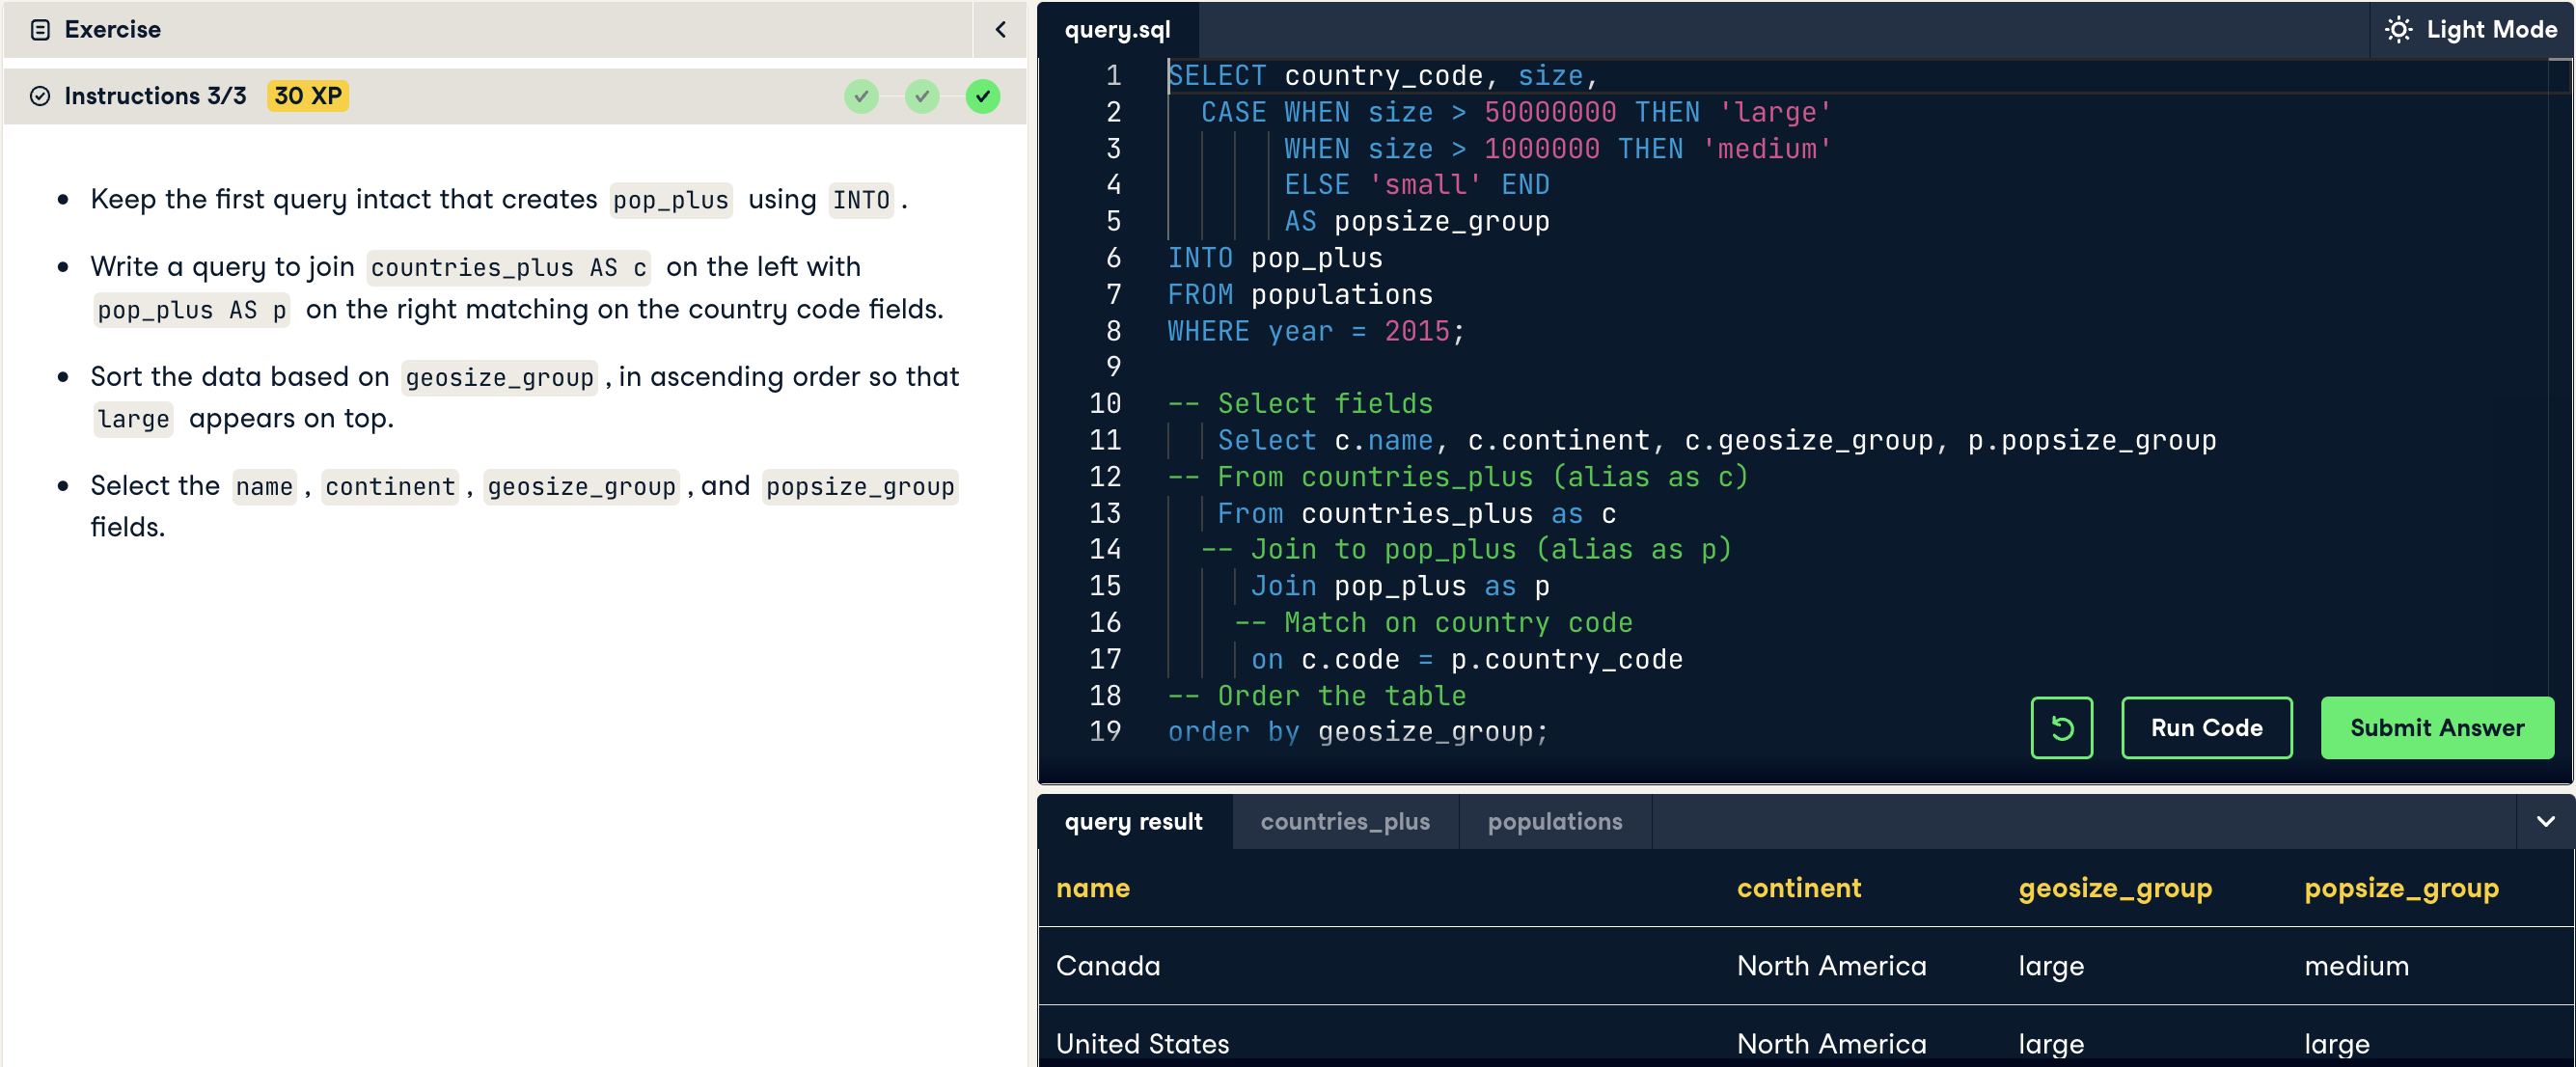 Exercise
Instructions 3/3 30 XP
Keep the first query intact that creates pop_plus using INTO .
Write a query to join countries_plus AS c on the left with
pop_plus AS p on the right matching on the country code fields.
Sort the data based on geosize_group , in ascending order so that
large appears on top.
Select the name , continent , geosize_group , and popsize_group
fields.
query.sql
Light Mode
1 SELECT country_code, size,
2 CASE WHEN size > 50000000 THEN 'large'
3 WHEN size > 1000000 THEN 'medium'
4 ELSE 'small' END
5 AS popsize_group
6 INTO pop_plus
7 FROM populations
8 WHERE year = 2015;
9
10 -- Select fields
11 Select c.name, c.continent, c.geosize_group, p.popsize_group
12 -- From countries_plus (alias as c)
13 From countries_plus as c
14 -- Join to pop_plus (alias as p)
15 Join pop_plus as p
16 -- Match on country code
17 on c.code = p.country_code
18 -- Order the table
19 order by geosize_group;
Run Code
Submit Answer
query result countries_plus populations
name continent geosize_group popsize_group
Canada North America large medium
United States North America large large